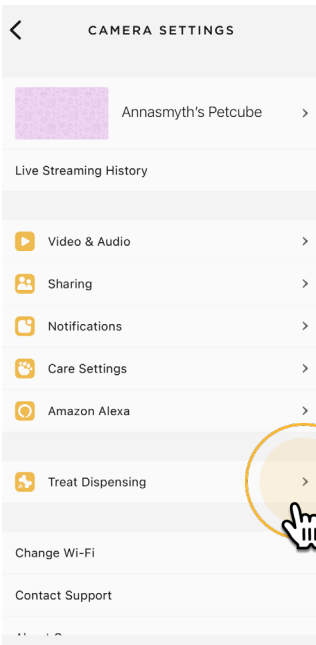 CAMERA SETTINGS
Annasmyth's Petcube
Live Streaming History
Video & Audio
Sharing
Notifications
Care Settings
Amazon Alexa
Treat Dispensing
Change Wi-Fi
Contact Support